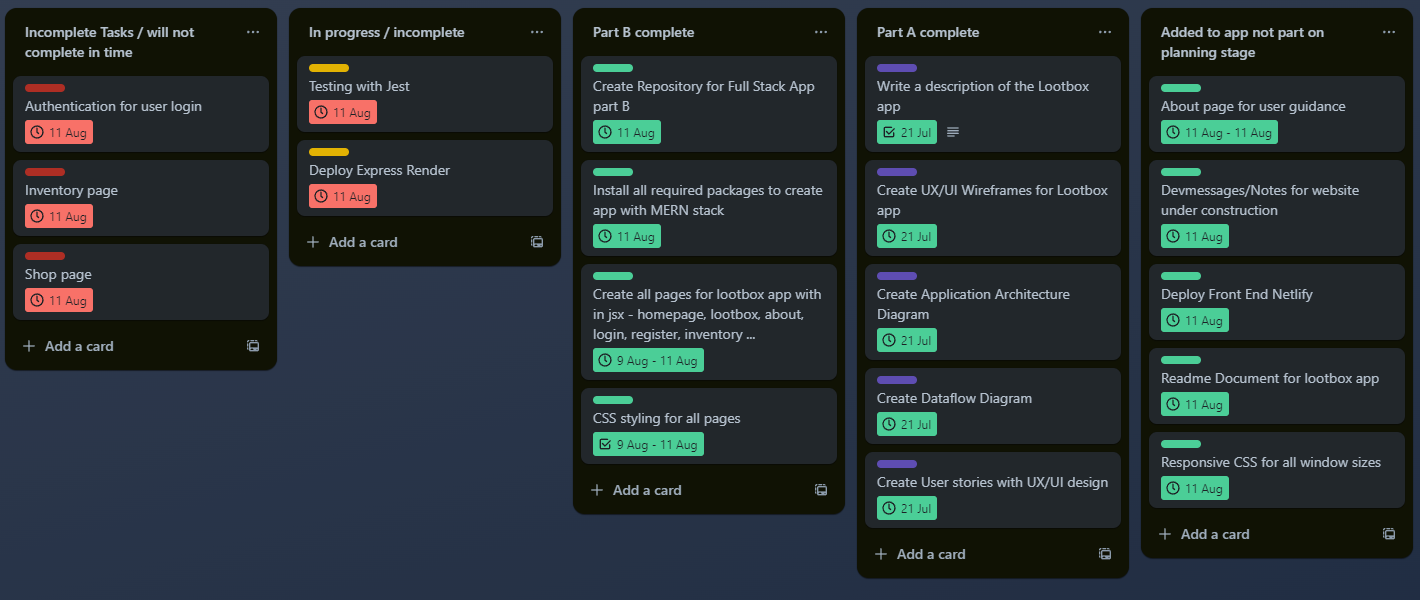 Incomplete Tasks / will not
complete in time
Authentication for user login
11 Aug
Inventory page
11 Aug
Shop page
11 Aug
Add a card
In progress / incomplete
Testing with Jest
11 Aug
Deploy Express Render
11 Aug
Add a card
Part B complete
Create Repository for Full Stack App
part B
11 Aug
Install all required packages to create
app with MERN stack
11 Aug
Create all pages for lootbox app with
in jsx - homepage, lootbox, about,
login, register, inventory ...
9 Aug - 11 Aug
CSS styling for all pages
9 Aug - 11 Aug
Add a card
Part A complete
Write a description of the Lootbox
app
21 Jul
Create UX/UI Wireframes for Lootbox
app
21 Jul
Create Application Architecture
Diagram
21 Jul
Create Dataflow Diagram
21 Jul
Create User stories with UX/UI design
21 Jul
Add a card
Added to app not part on
planning stage
About page for user guidance
11 Aug - 11 Aug
Devmessages/Notes for website
under construction
11 Aug
Deploy Front End Netlify
11 Aug
Readme Document for lootbox app
11 Aug
Responsive CSS for all window sizes
11 Aug
Add a card